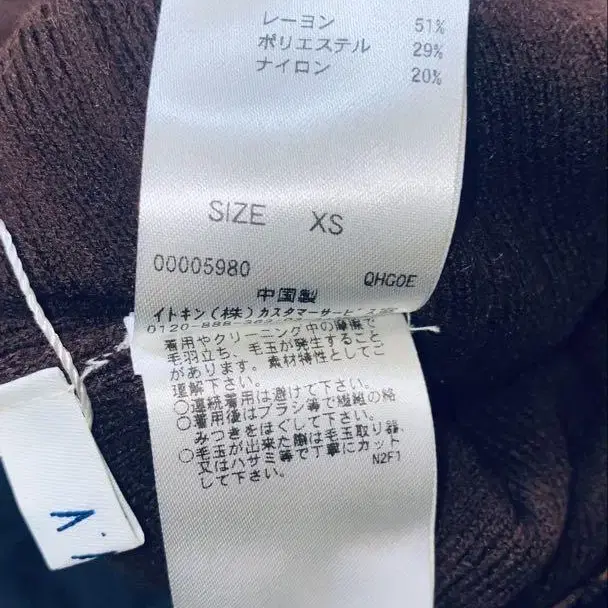 レーヨン 51%
ポリエステル 29%
ナイロン 20%
SIZE XS
00005980 QHG0E
中国製
イトキン(株)カスタマーサービス
0120-888-
着用やクリーニング中の摩擦で
毛羽立ち、毛玉が発生すること
があります。素材特性としてご
理解下さい。
○連続着用は避けて下さい。
○着用後はブラシ等で繊維の絡
みつきをほぐして下さい。
○毛玉が出来た際は毛玉取り器、
又はハサミ等で丁寧にカット
して下さい。
N2F1